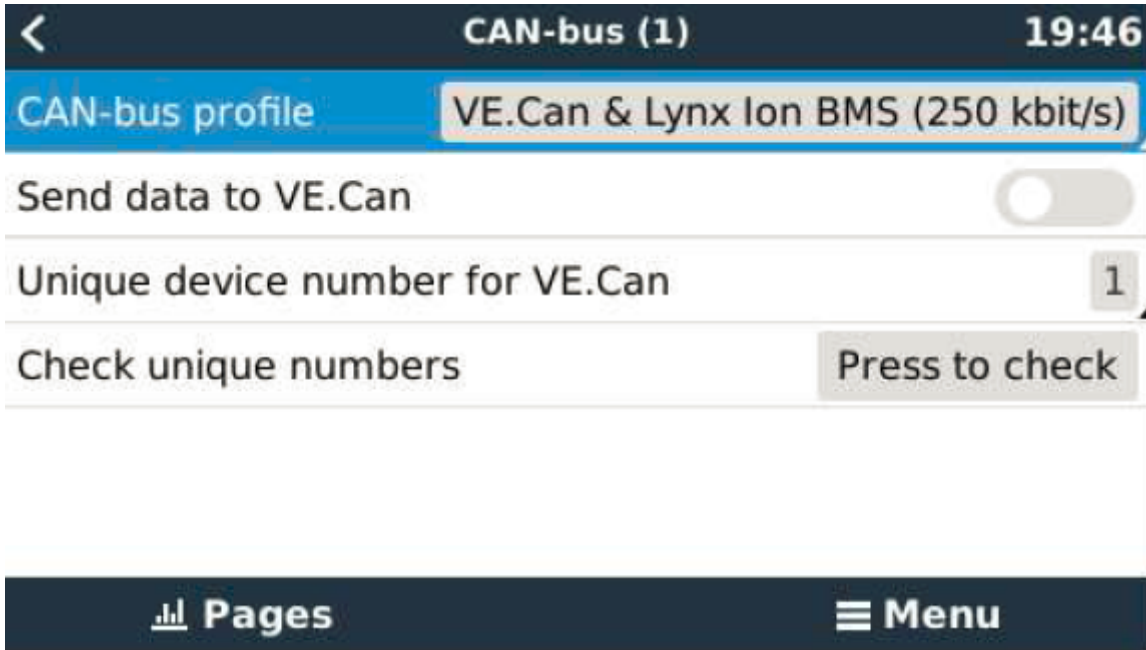 CAN-bus (1) 19:46
CAN-bus profile VE.Can & Lynx Ion BMS (250 kbit/s)
Send data to VE.Can
Unique device number for VE.Can 1
Check unique numbers Press to check
Pages Menu